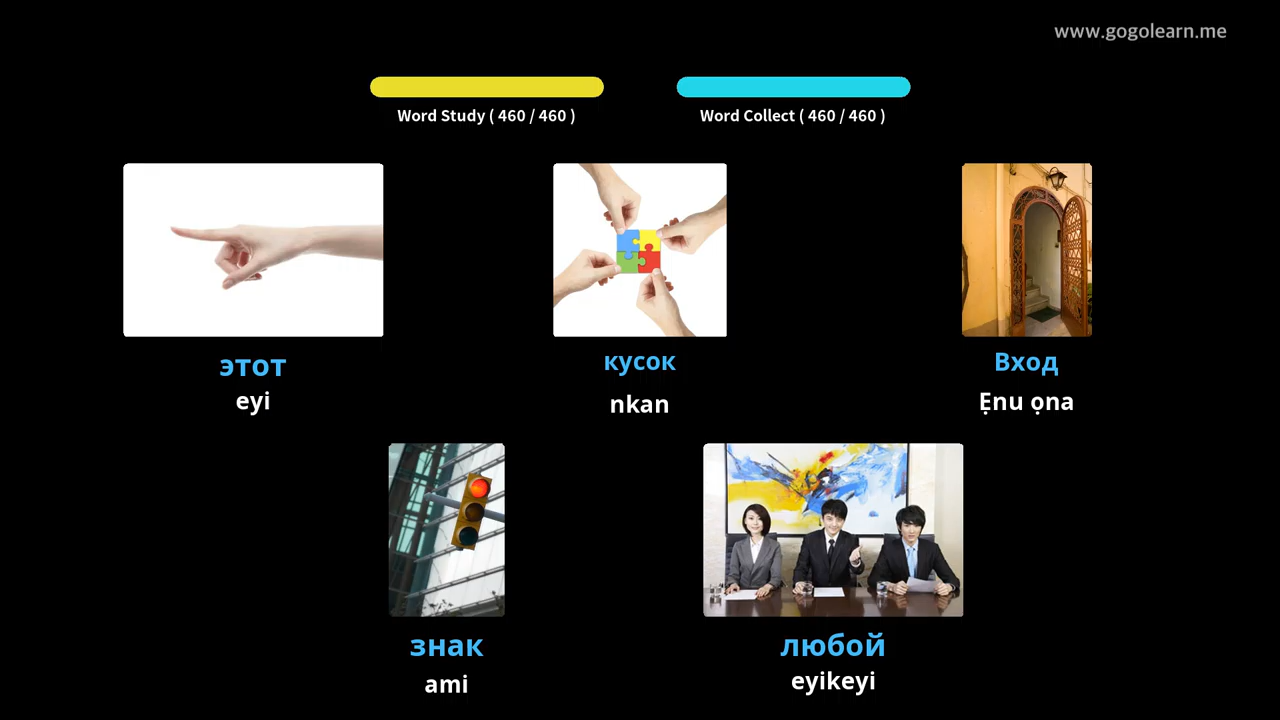 www.gogolearn.me
Word Study ( 460 / 460 )
Word Collect ( 460 / 460 )
этот
eyi
кусок
nkan
Вход
Ẹnu ọna
знак
ami
любой
eyikeyi